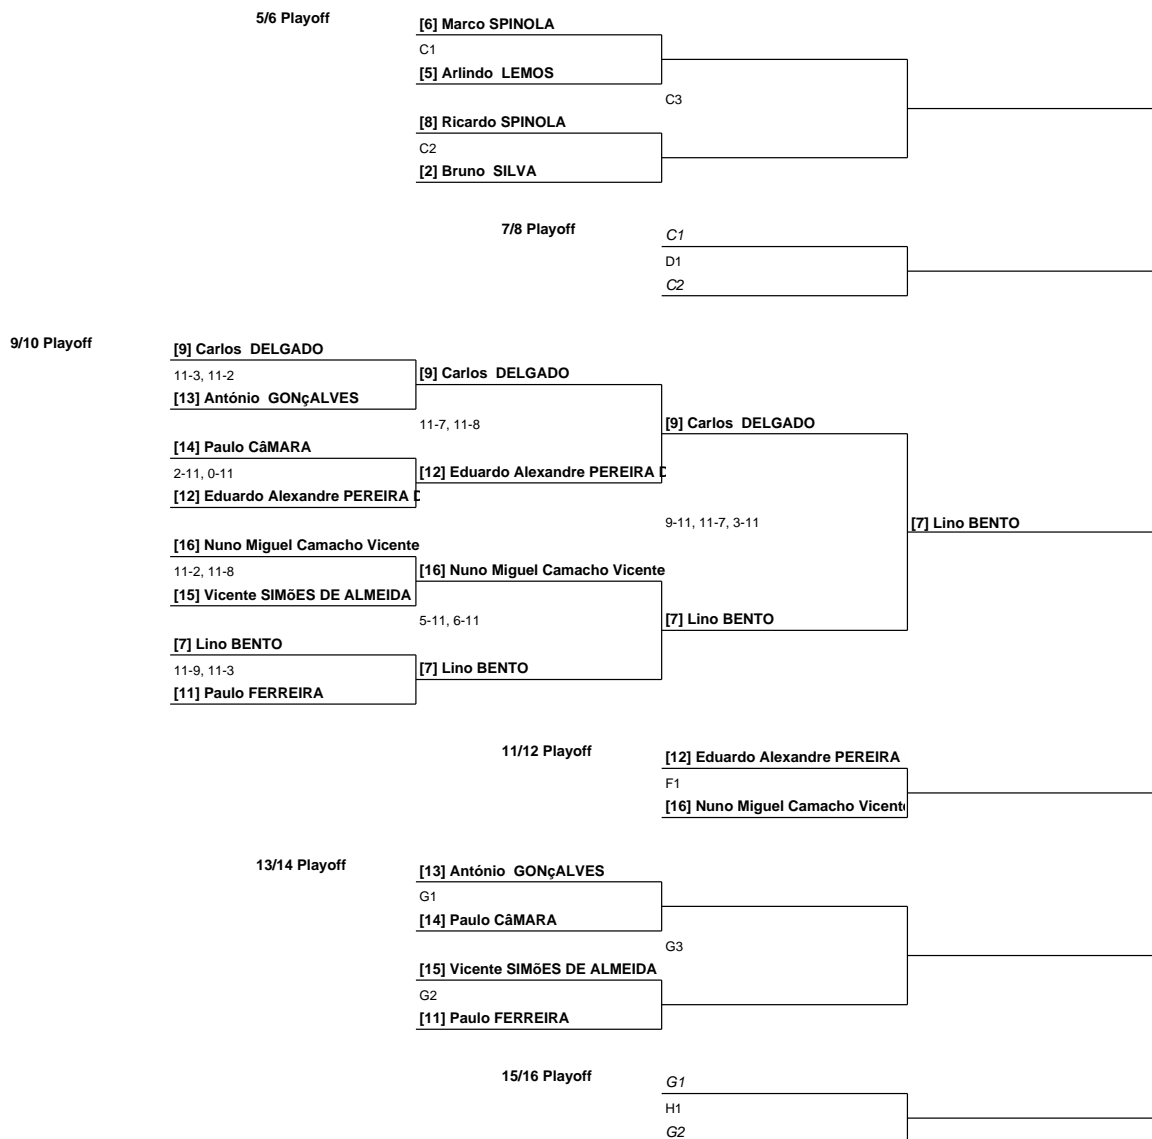 5/6 Playoff
[6] Marco SPINOLA
C1
[5] Arlindo LEMOS
C3
[8] Ricardo SPINOLA
C2
[2] Bruno SILVA
7/8 Playoff
C1
D1
C2
9/10 Playoff
[9] Carlos DELGADO
11-3, 11-2
[13] António GONçALVES
[9] Carlos DELGADO
11-7, 11-8
[9] Carlos DELGADO
[14] Paulo CâMARA
2-11, 0-11
[12] Eduardo Alexandre PEREIRA D
[12] Eduardo Alexandre PEREIRA D
9-11, 11-7, 3-11
[7] Lino BENTO
[16] Nuno Miguel Camacho Vicente
11-2, 11-8
[15] Vicente SIMõES DE ALMEIDA
[16] Nuno Miguel Camacho Vicente
5-11, 6-11
[7] Lino BENTO
[7] Lino BENTO
11-9, 11-3
[11] Paulo FERREIRA
[7] Lino BENTO
11/12 Playoff
[12] Eduardo Alexandre PEREIRA
F1
[16] Nuno Miguel Camacho Vicente
13/14 Playoff
[13] António GONçALVES
G1
[14] Paulo CâMARA
G3
[15] Vicente SIMõES DE ALMEIDA
G2
[11] Paulo FERREIRA
15/16 Playoff
G1
H1
G2